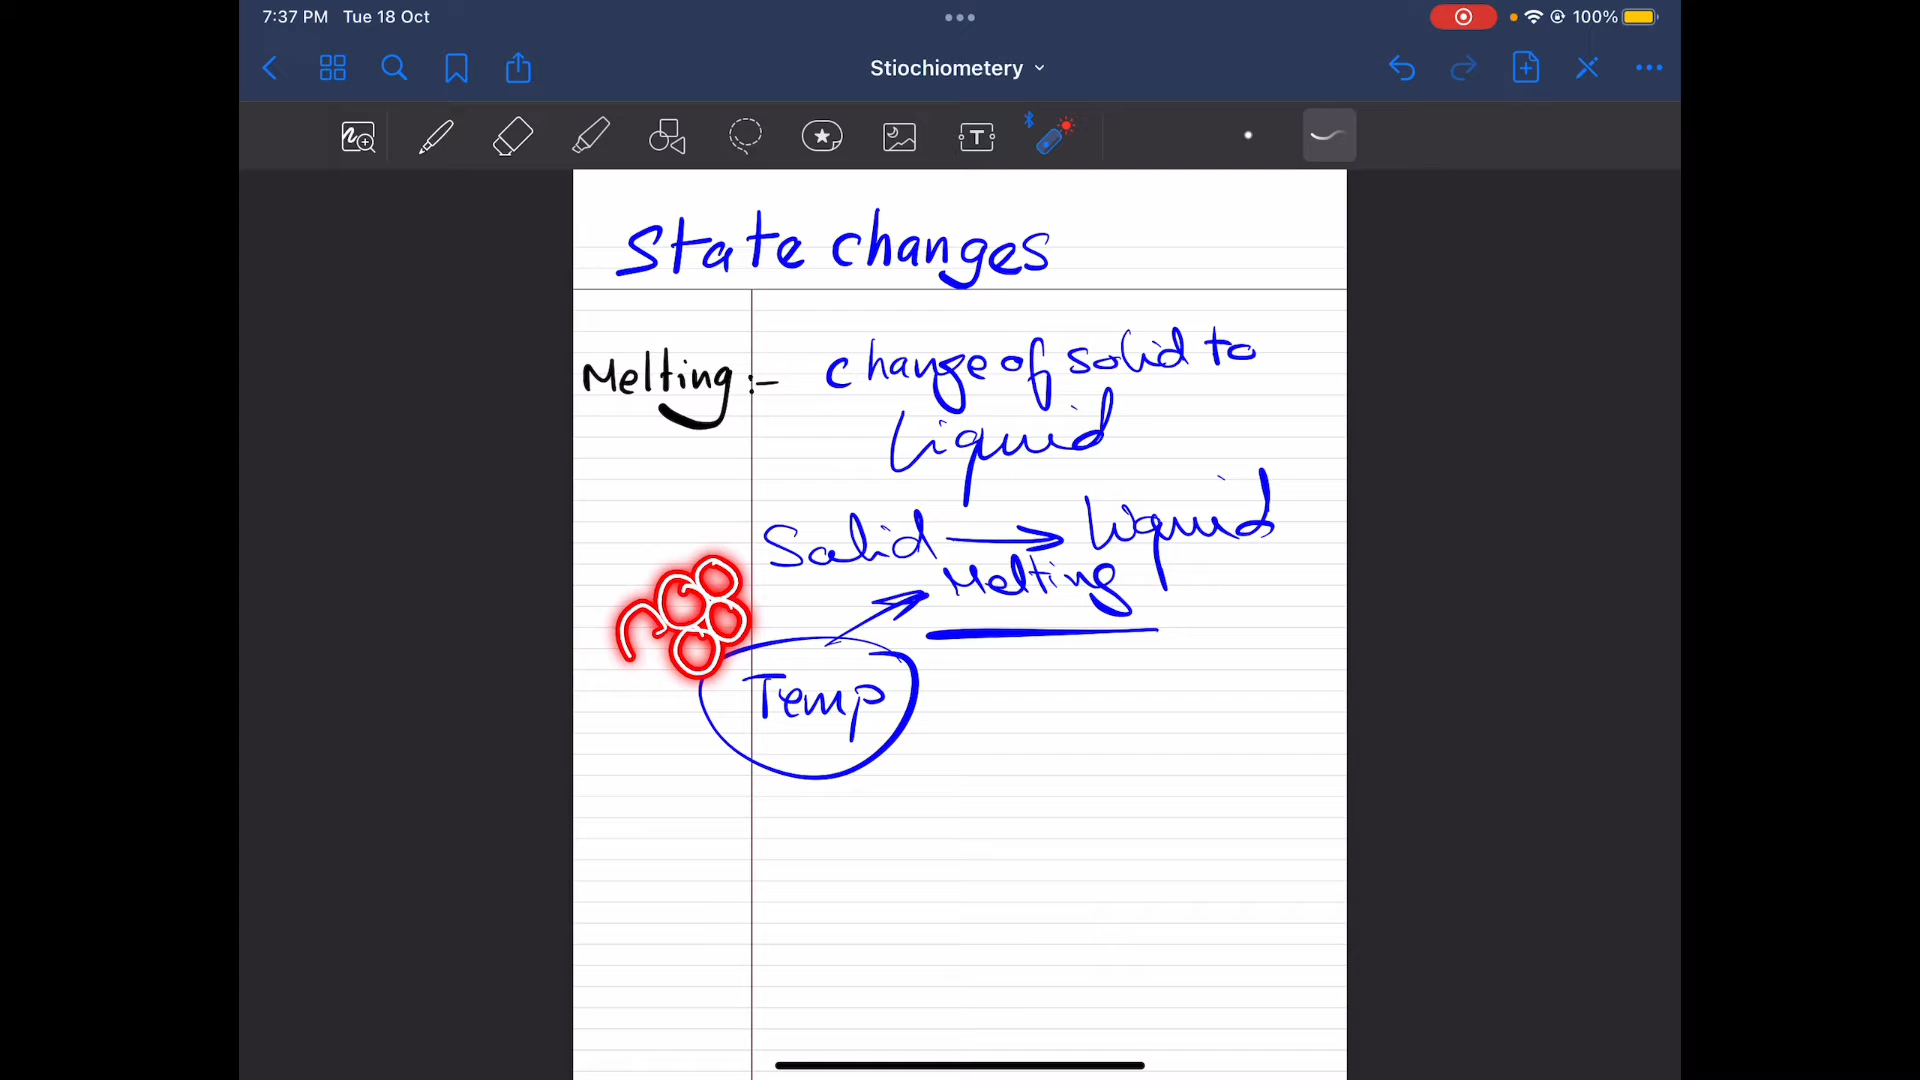 7:37 PM Tue 18 Oct
100%
Stiochiometery
T
State changes
Melting :- change of solid to
Liquid
Solid → Liquid
Melting
Temp